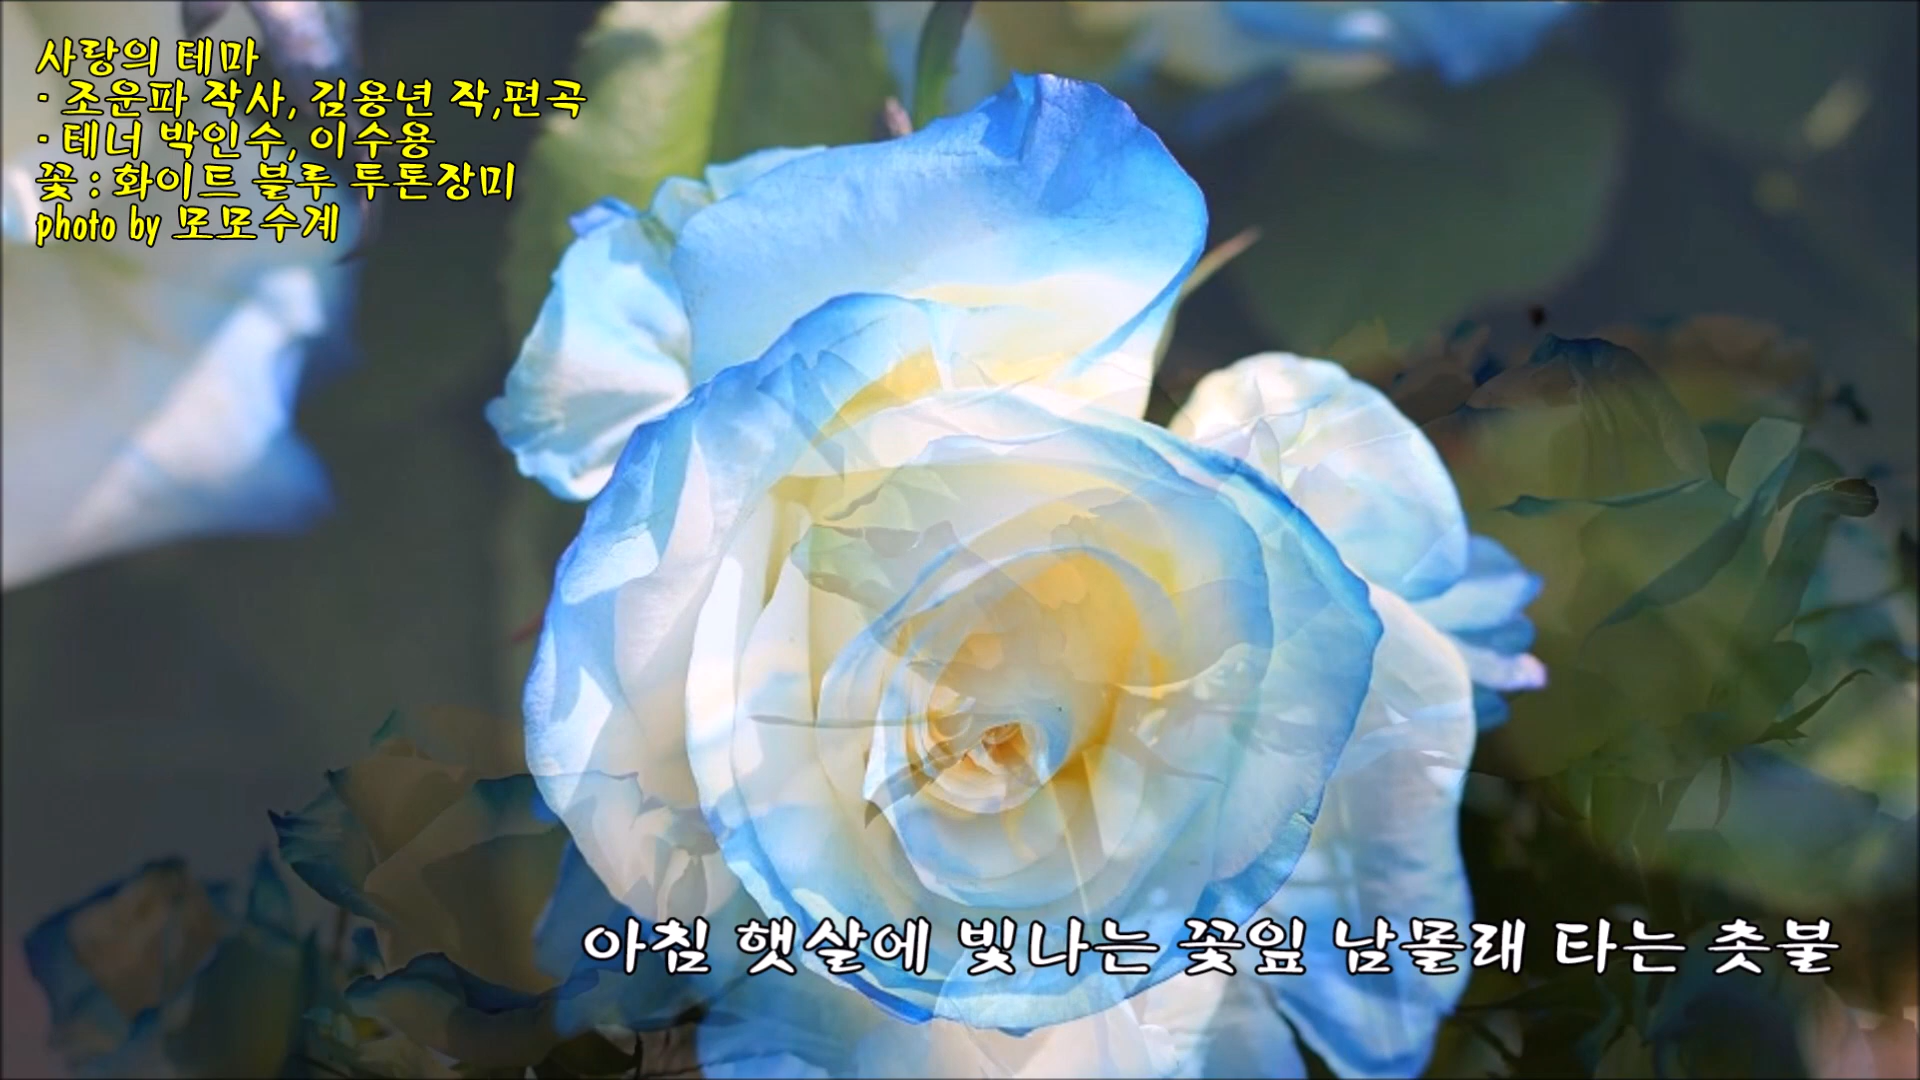 사랑의 테마
· 조운파 작사, 김용년 작,편곡
· 테너 박인수, 이수용
꽃 : 화이트 블루 투톤장미
photo by 모모수계
아침 햇살에 빛나는 꽃잎 남몰래 타는 촛불